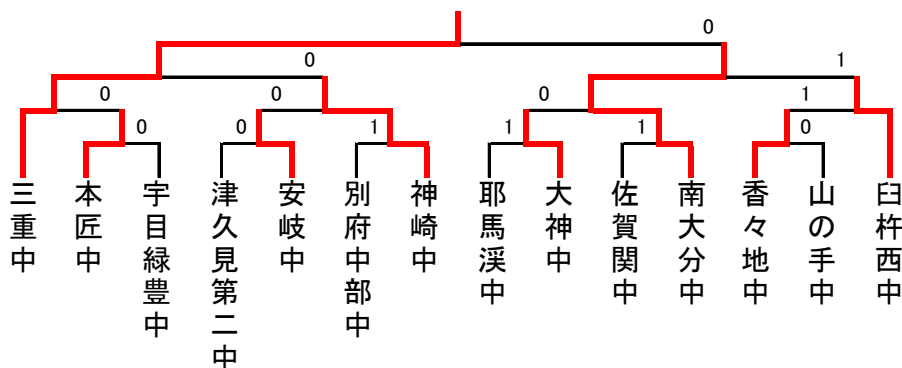 0
0 1
0 0 0 1
0 0 1 1 1 0
三重中
本匠中
宇目緑豊中
津久見第二中
安岐中
別府中部中
神崎中
耶馬渓中
大神中
佐賀関中
南大分中
香々地中
山の手中
臼杵西中